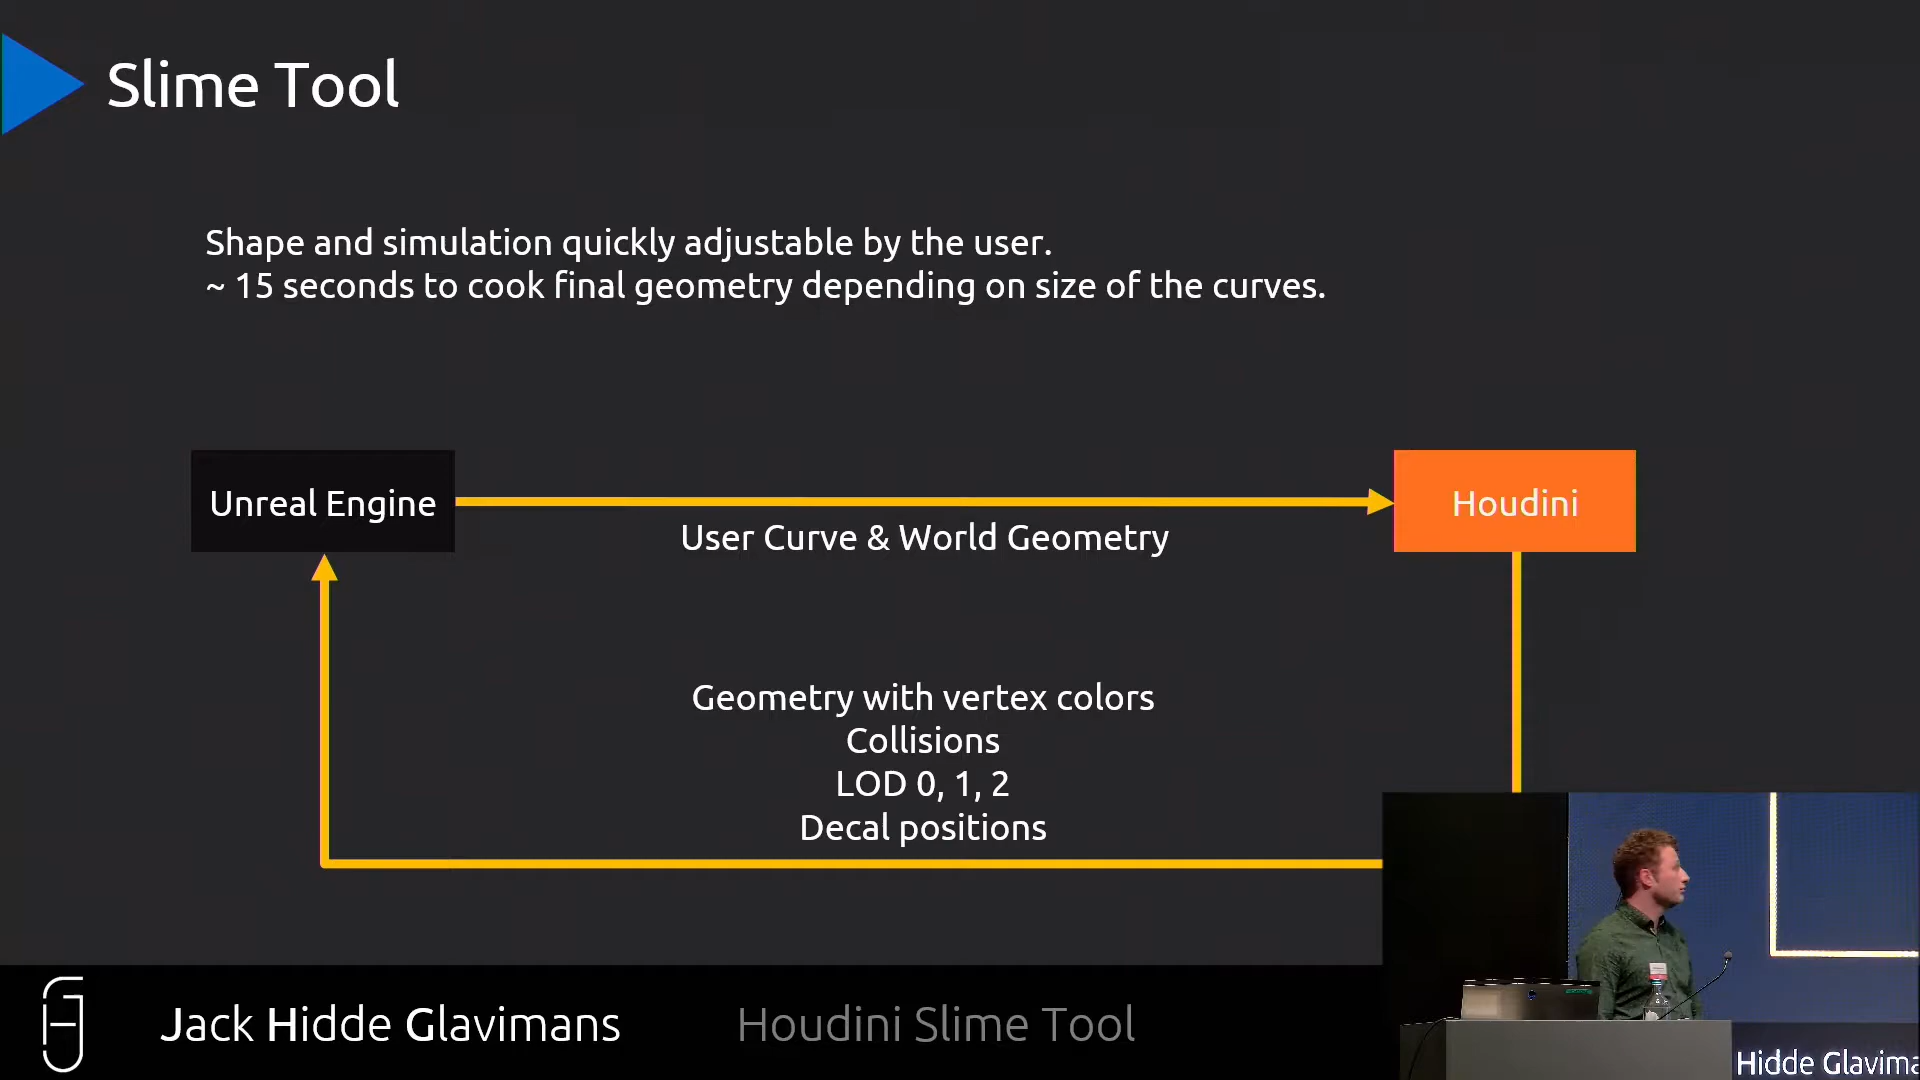 Slime Tool
Shape and simulation quickly adjustable by the user.
~ 15 seconds to cook final geometry depending on size of the curves.
Unreal Engine
Houdini
User Curve & World Geometry
Geometry with vertex colors
Collisions
LOD 0, 1, 2
Decal positions
Jack Hidde Glavimans
Houdini Slime Tool
Hidde Glavima